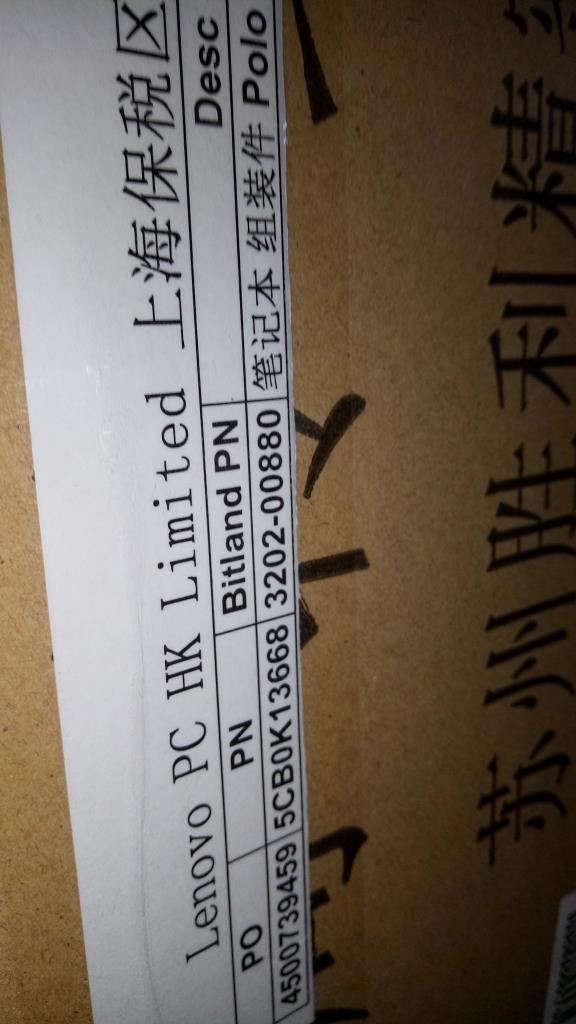 Lenovo PC HK Limited 上海保税区
PO PN Bitland PN Desc
4500739459 5CB0K13668 3202-00880 笔记本 组装件 Polo
苏州胜利精